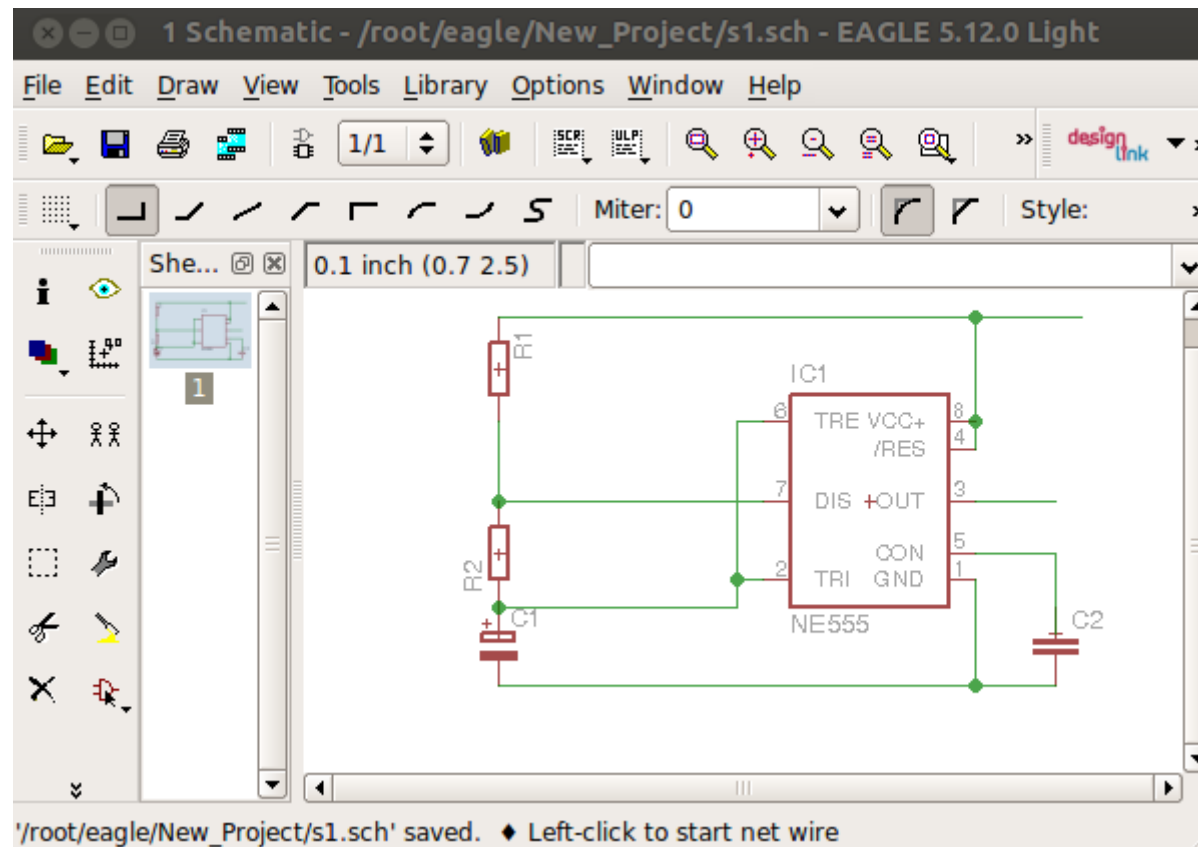 1 Schematic - /root/eagle/New_Project/s1.sch - EAGLE 5.12.0 Light
File Edit Draw View Tools Library Options Window Help
1/1 SCR ULP » design link
Miter: 0 Style:
She... 0.1 inch (0.7 2.5)
1
R1
IC1
6 TRE VCC+ 8
/RES 4
7 DIS +OUT 3
CON 5
2 TRI GND 1
R2
+ C1
NE555
C2
'/root/eagle/New_Project/s1.sch' saved. ♦ Left-click to start net wire